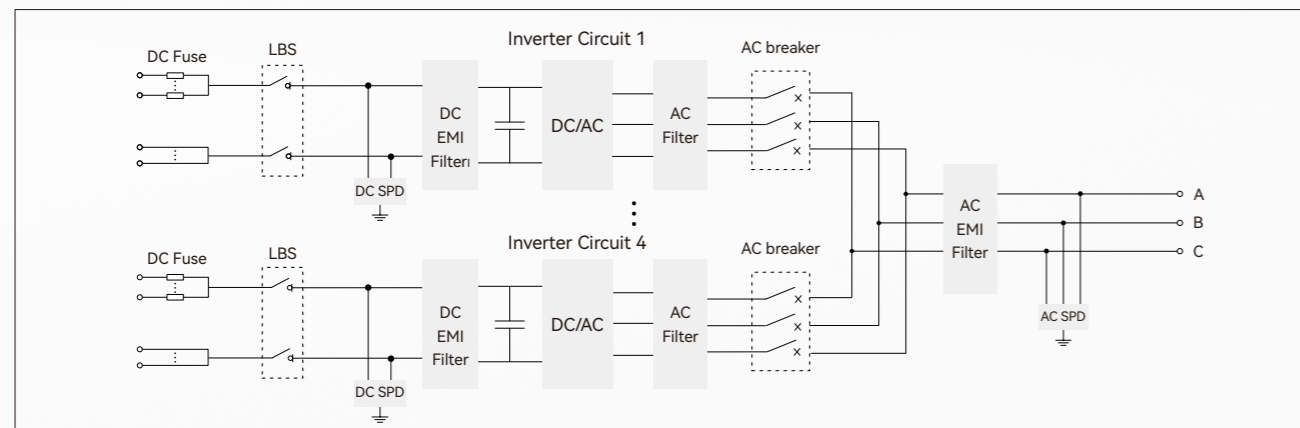 Inverter Circuit 1
DC Fuse
LBS
AC breaker
DC
EMI
Filter
DC/AC
AC
Filter
DC SPD
Inverter Circuit 4
DC Fuse
LBS
AC breaker
DC
EMI
Filter
DC/AC
AC
Filter
DC SPD
AC
EMI
Filter
A
B
C
AC SPD